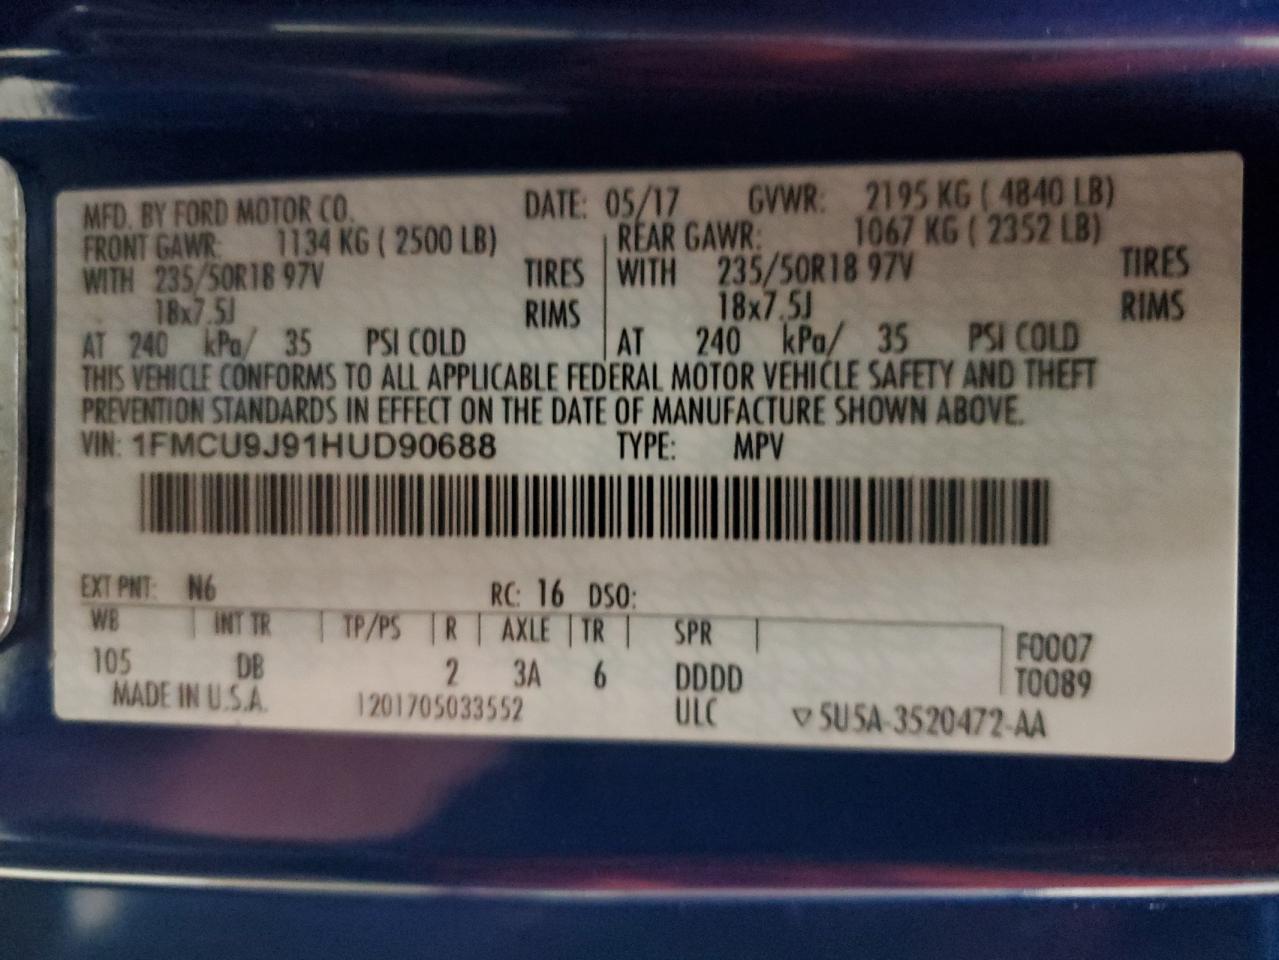 MFD. BY FORD MOTOR CO. DATE: 05/17 GVWR: 2195 KG ( 4840 LB)
FRONT GAWR: 1134 KG ( 2500 LB) REAR GAWR: 1067 KG ( 2352 LB)
WITH 235/50R18 97V TIRES WITH 235/50R18 97V TIRES
18x7.5J RIMS 18x7.5J RIMS
AT 240 kPa/ 35 PSI COLD AT 240 kPa/ 35 PSI COLD
THIS VEHICLE CONFORMS TO ALL APPLICABLE FEDERAL MOTOR VEHICLE SAFETY AND THEFT
PREVENTION STANDARDS IN EFFECT ON THE DATE OF MANUFACTURE SHOWN ABOVE.
VIN: 1FMCU9J91HUD90688 TYPE: MPV
EXT PNT: N6 RC: 16 DSO:
WB INT TR TP/PS R AXLE TR SPR F0007
105 DB 2 3A 6 DDDD T0089
MADE IN U.S.A. 1201705033552 ULC ▽5U5A-3520472-AA